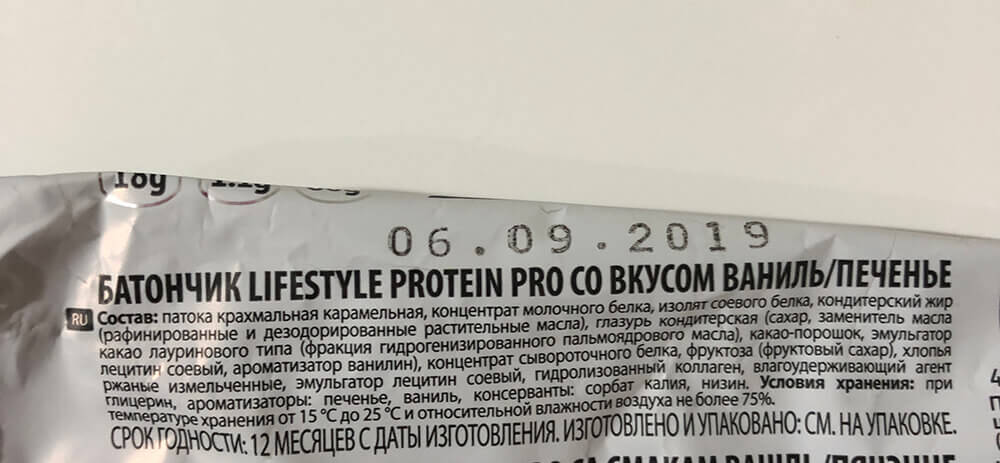 18g
06.09.2019
БАТОНЧИК LIFESTYLE PROTEIN PRO СО ВКУСОМ ВАНИЛЬ/ПЕЧЕНЬЕ
RU Состав: патока крахмальная карамельная, концентрат молочного белка, изолят соевого белка, кондитерский жир
(рафинированные и дезодорированные растительные масла), глазурь кондитерская (сахар, заменитель масла
какао лауринового типа (фракция гидрогенизированного пальмоядрового масла), какао-порошок, эмульгатор
лецитин соевый, ароматизатор ванилин), концентрат сывороточного белка, фруктоза (фруктовый сахар), хлопья
ржаные измельченные, эмульгатор лецитин соевый, гидролизованный коллаген, влагоудерживающий агент
глицерин, ароматизаторы: печенье, ваниль, консерванты: сорбат калия, низин. Условия хранения: при
температуре хранения от 15 °С до 25 °С и относительной влажности воздуха не более 75%.
СРОК ГОДНОСТИ: 12 МЕСЯЦЕВ С ДАТЫ ИЗГОТОВЛЕНИЯ. ИЗГОТОВЛЕНО И УПАКОВАНО: СМ. НА УПАКОВКЕ.